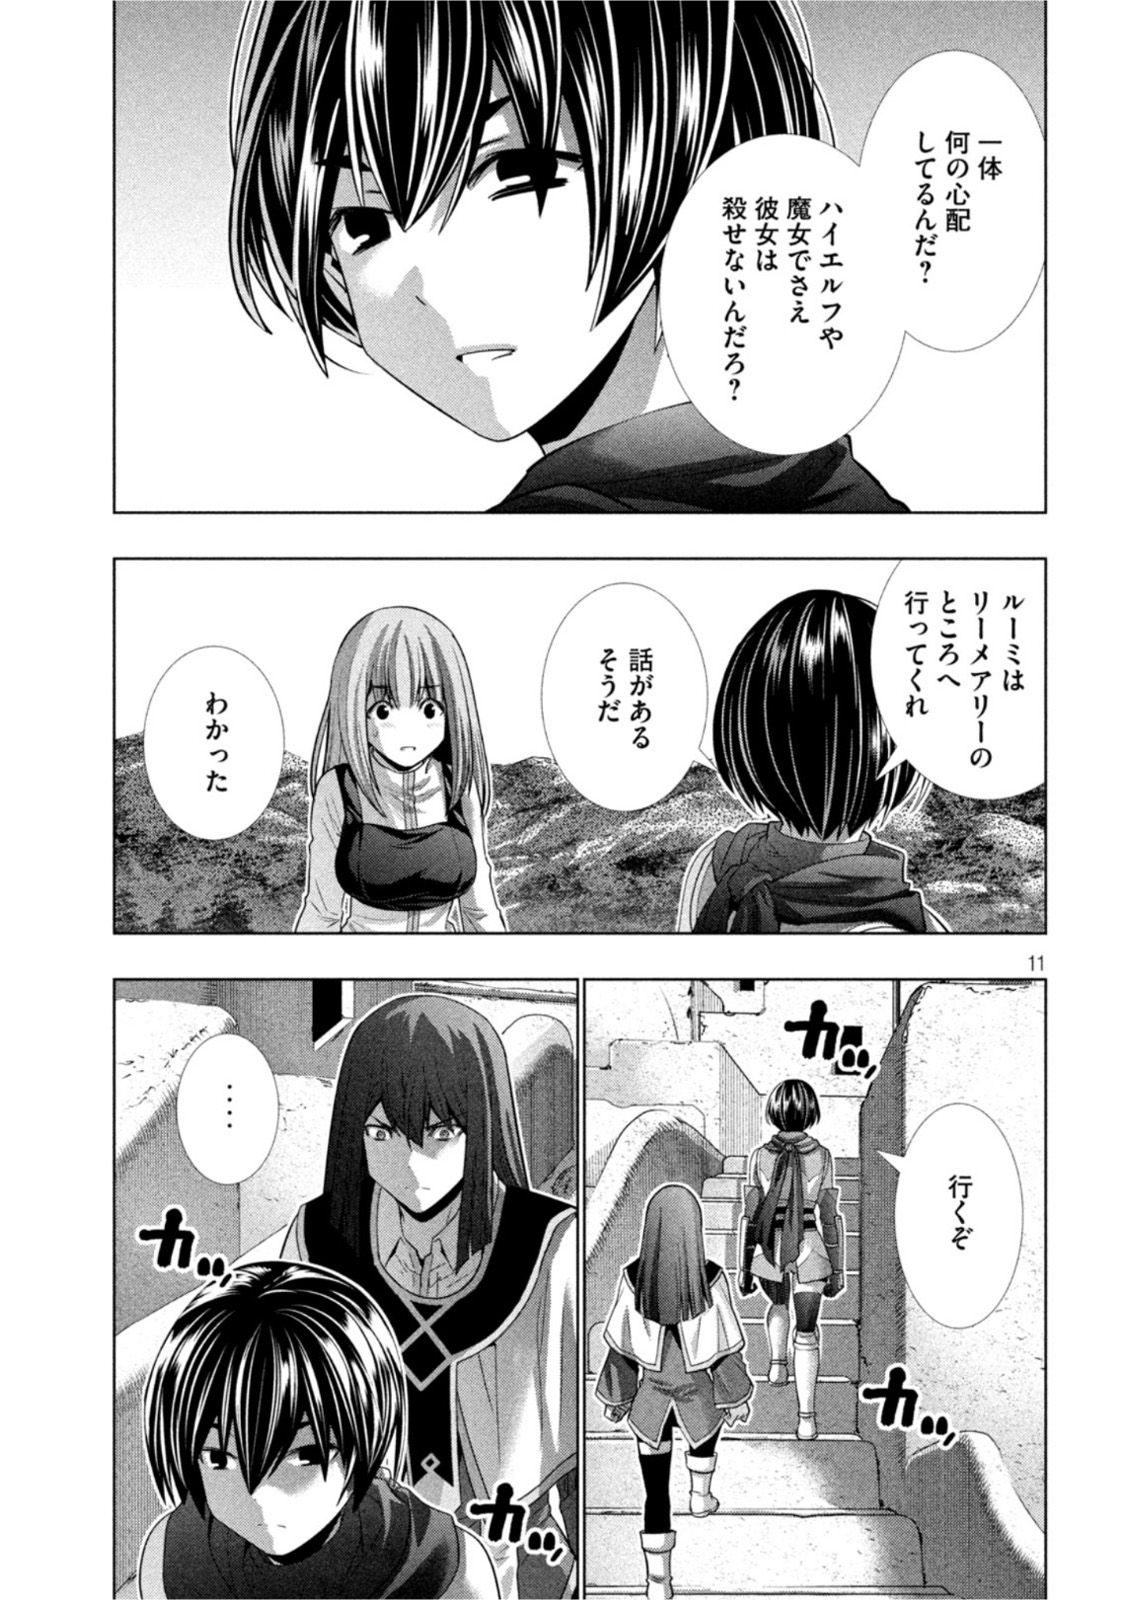 一体
何の心配
してるんだ？
ハイエルフや
魔女でさえ
彼女は
殺せないんだろ？
ルーミは
リーメアリーの
ところへ
行ってくれ
話がある
そうだ
わかった
11
カッ
行くぞ
カッ
‥‥
カッ
カッ